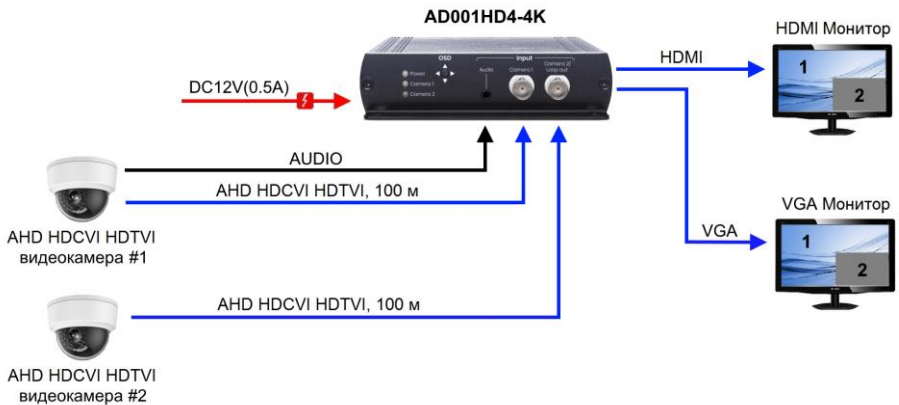 AD001HD4-4K
HDMI Монитор
1
2
HDMI
OSD
Input
Audio
Camera 1
Camera 2/
Loop out
Power
Camera 1
Camera 2
DC12V(0.5A)
AUDIO
AHD HDCVI HDTVI, 100 м
AHD HDCVI HDTVI
видеокамера #1
VGA Монитор
1
2
VGA
AHD HDCVI HDTVI, 100 м
AHD HDCVI HDTVI
видеокамера #2